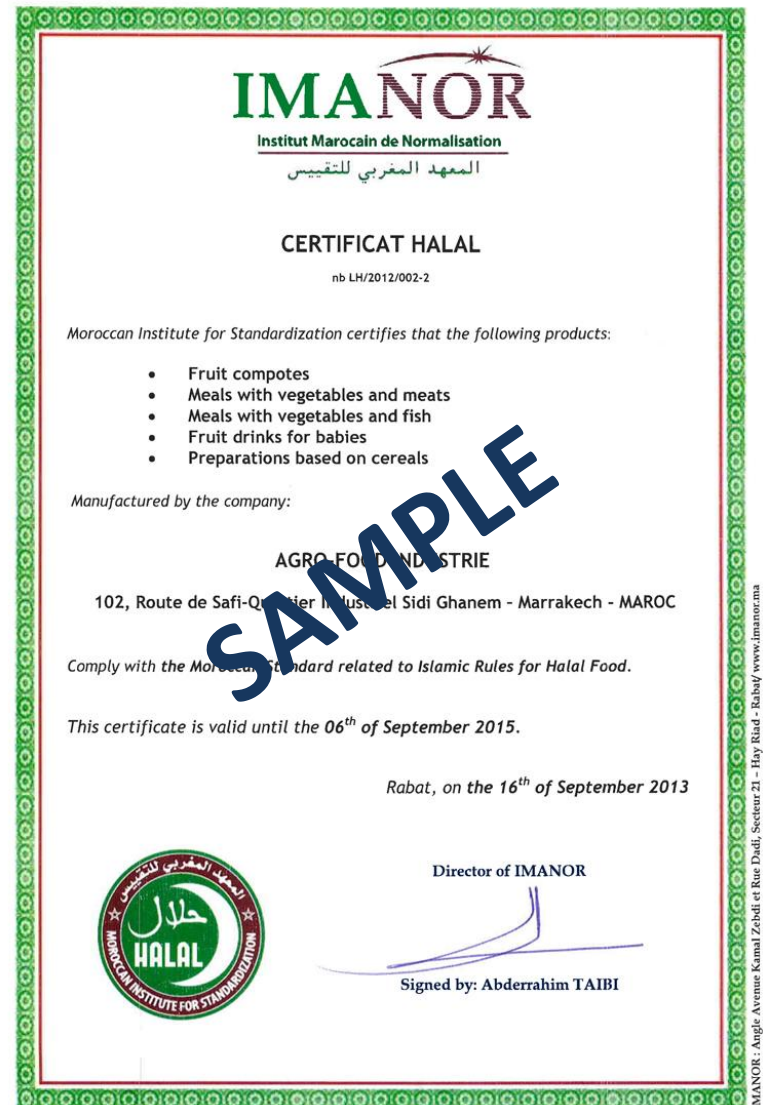 IMANOR
Institut Marocain de Normalisation
المعهد المغربي للتقييس
CERTIFICAT HALAL
nb LH/2012/002-2
Moroccan Institute for Standardization certifies that the following products:
• Fruit compotes
• Meals with vegetables and meats
• Meals with vegetables and fish
• Fruit drinks for babies
• Preparations based on cereals
Manufactured by the company:
AGRO-FOOD INDUSTRIE
102, Route de Safi-Quartier Industriel Sidi Ghanem – Marrakech – MAROC
Comply with the Moroccan Standard related to Islamic Rules for Halal Food.
This certificate is valid until the 06th of September 2015.
Rabat, on the 16th of September 2013
SAMPLE
Director of IMANOR
Signed by: Abderrahim TAIBI
المعهد المغربي للتقييس
حلال
HALAL
MOROCCAN INSTITUTE FOR STANDARDIZATION
MANOR : Angle Avenue Kamal Zebdi et Rue Dadi, Secteur 21 – Hay Riad - Rabat/ www.imanor.ma